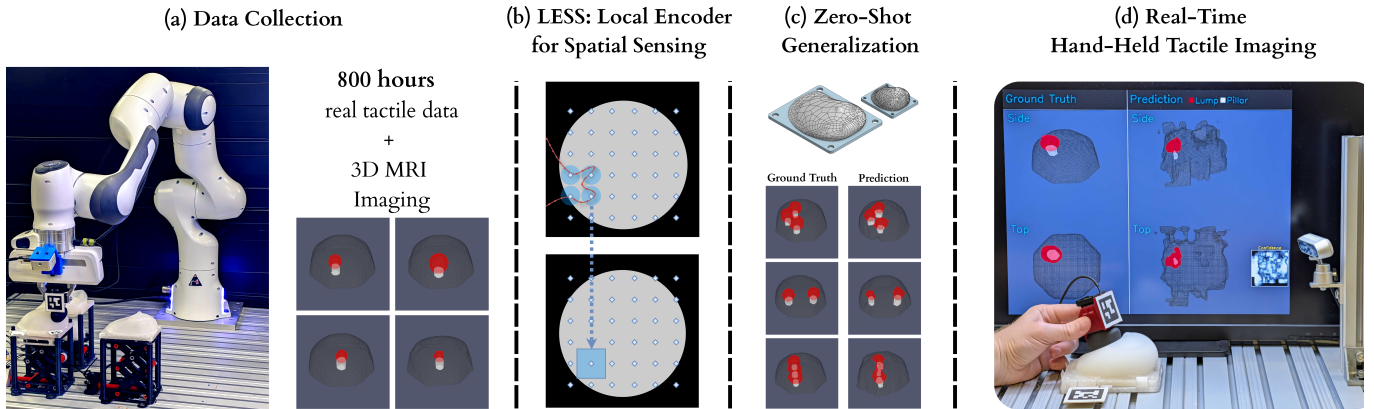 (a) Data Collection
800 hours
real tactile data
+
3D MRI
Imaging
(b) LESS: Local Encoder
for Spatial Sensing
(c) Zero-Shot
Generalization
Ground Truth Prediction
(d) Real-Time
Hand-Held Tactile Imaging
Ground Truth Prediction Lump Pillar
Side Side
Top Top
Confidence